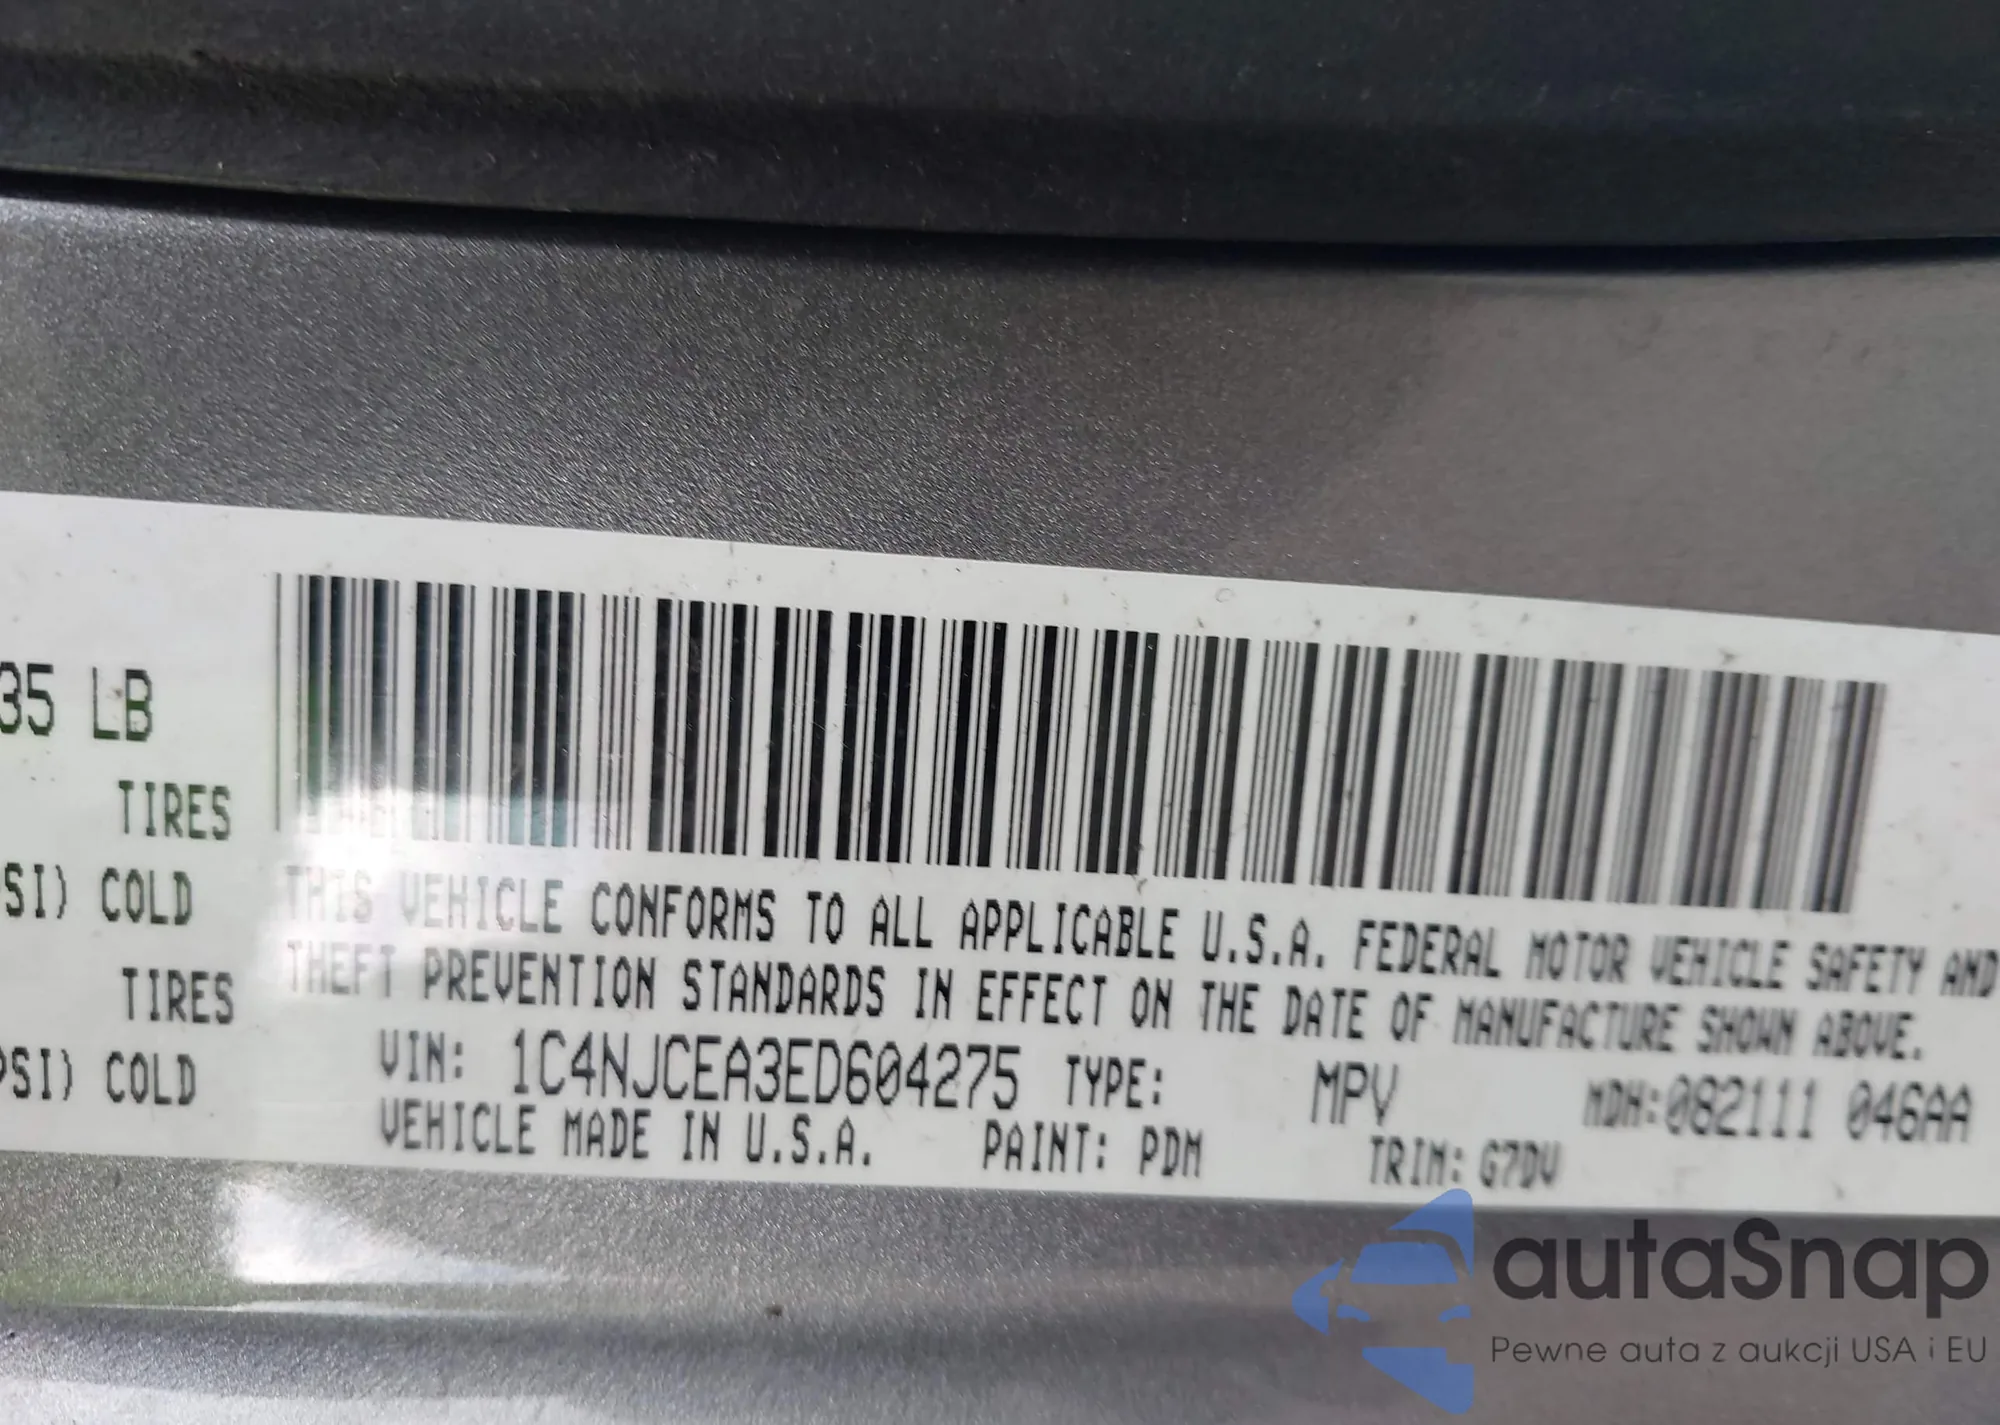 35 LB
TIRES
PSI) COLD
TIRES
PSI) COLD
THIS VEHICLE CONFORMS TO ALL APPLICABLE U.S.A. FEDERAL MOTOR VEHICLE SAFETY AND
THEFT PREVENTION STANDARDS IN EFFECT ON THE DATE OF MANUFACTURE SHOWN ABOVE.
VIN: 1C4NJCEA3ED604275 TYPE: MPV MDH:082111 046AA
VEHICLE MADE IN U.S.A. PAINT: PDM TRIM: G7DV
autaSnap
Pewne auta z aukcji USA i EU